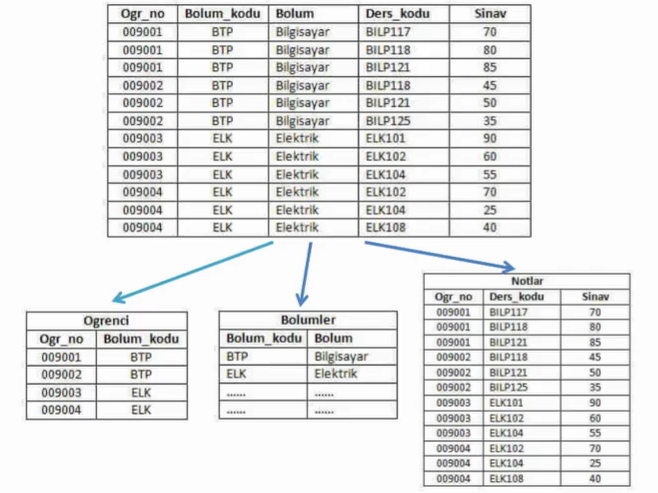 Ogr_no Bolum_kodu Bolum Ders_kodu Sinav
009001 BTP Bilgisayar BILP117 70
009001 BTP Bilgisayar BILP118 80
009001 BTP Bilgisayar BILP121 85
009002 BTP Bilgisayar BILP118 45
009002 BTP Bilgisayar BILP121 50
009002 BTP Bilgisayar BILP125 35
009003 ELK Elektrik ELK101 90
009003 ELK Elektrik ELK102 60
009003 ELK Elektrik ELK104 55
009004 ELK Elektrik ELK102 70
009004 ELK Elektrik ELK104 25
009004 ELK Elektrik ELK108 40
Ogrenci
Ogr_no Bolum_kodu
009001 BTP
009002 BTP
009003 ELK
009004 ELK
Bolumler
Bolum_kodu Bolum
BTP Bilgisayar
ELK Elektrik
...... ......
...... ......
Notlar
Ogr_no Ders_kodu Sinav
009001 BILP117 70
009001 BILP118 80
009001 BILP121 85
009002 BILP118 45
009002 BILP121 50
009002 BILP125 35
009003 ELK101 90
009003 ELK102 60
009003 ELK104 55
009004 ELK102 70
009004 ELK104 25
009004 ELK108 40